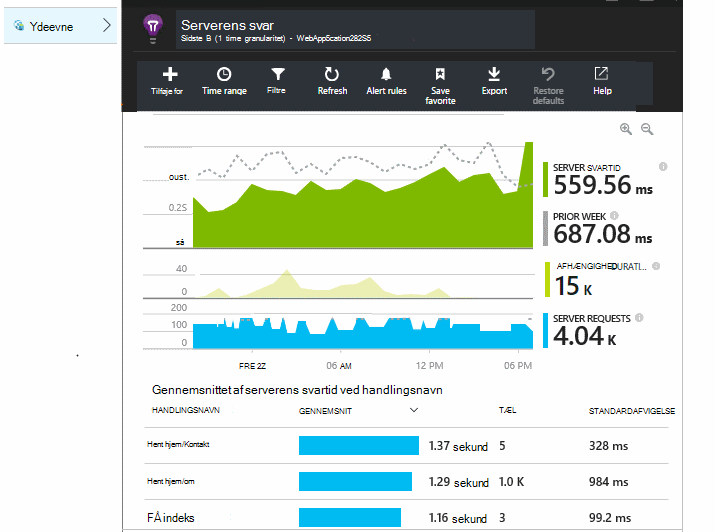 Ydeevne
Serverens svar
Sidste B (1 time granularitet) - WebApp5cation282S5
Tilføje for
Time range
Filtre
Refresh
Alert rules
Save favorite
Export
Restore defaults
Help
oust.
0.25
så
SERVER SVARTID
559.56 ms
PRIOR WEEK
687.08 ms
40
0
AFHÆNGIGHED DURATI...
15 K
200
100
0
SERVER REQUESTS
4.04 K
FRE 2Z
06 AM
12 PM
06 PM
Gennemsnittet af serverens svartid ved handlingsnavn
HANDLINGSNAVN GENNEMSNIT TÆL STANDARDAFVIGELSE
Hent hjem/Kontakt 1.37 sekund 5 328 ms
Hent hjem/om 1.29 sekund 1.0 K 984 ms
FÅ indeks 1.16 sekund 3 99.2 ms